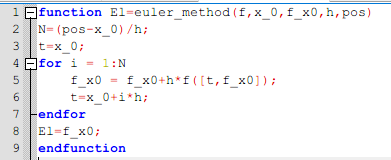 1 function El=euler_method(f,x_0,f_x0,h,pos)
2 N=(pos-x_0)/h;
3 t=x_0;
4 for i = 1:N
5 f_x0 = f_x0+h*f([t,f_x0]);
6 t=x_0+i*h;
7 endfor
8 El=f_x0;
9 endfunction